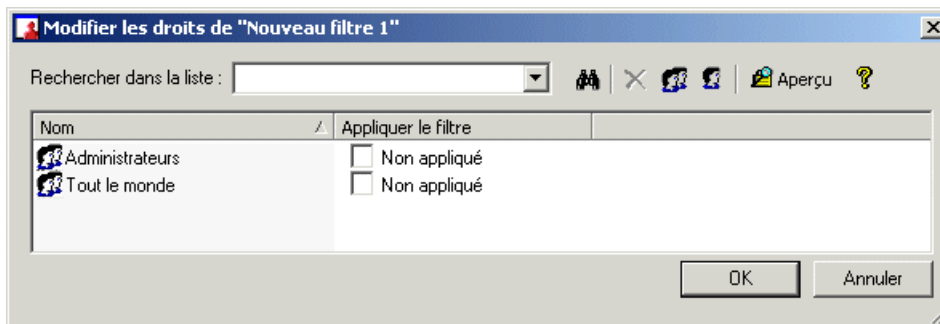 Modifier les droits de "Nouveau filtre 1"
Rechercher dans la liste :
Aperçu
Nom Appliquer le filtre
Administrateurs Non appliqué
Tout le monde Non appliqué
OK Annuler